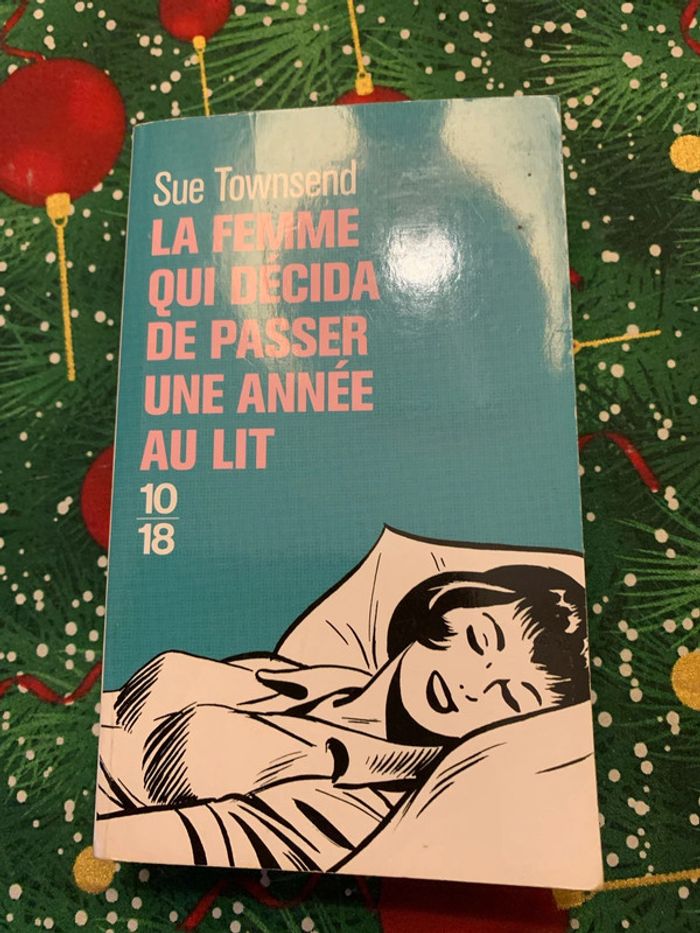 Sue Townsend
LA FEMME
QUI DÉCIDA
DE PASSER
UNE ANNÉE
AU LIT
10
18